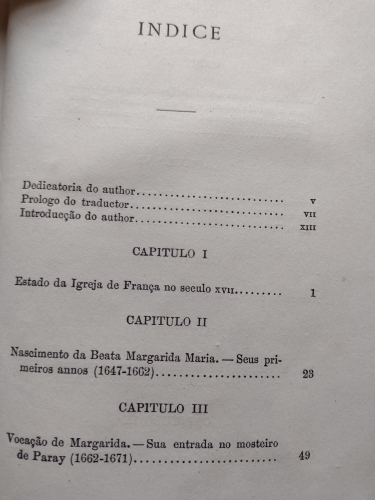 INDICE
Dedicatoria do author........................... v
Prologo do traductor............................ vii
Introducção do author........................... xiii
CAPITULO I
Estado da Igreja de França no seculo xvii......... 1
CAPITULO II
Nascimento da Beata Margarida Maria. — Seus pri-
meiros annos (1647-1662)...................... 23
CAPITULO III
Vocação de Margarida. — Sua entrada no mosteiro
de Paray (1662-1671).......................... 49